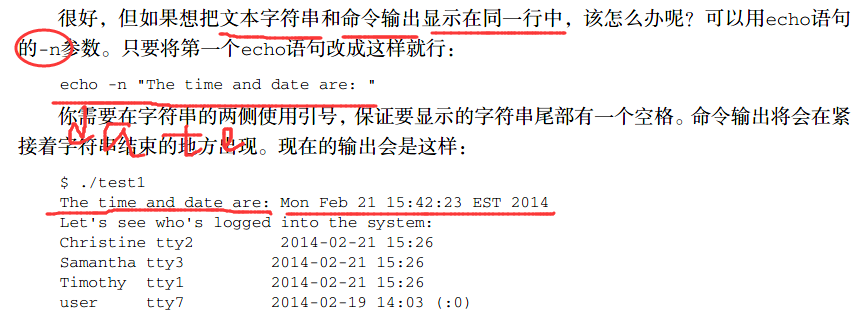 很好，但如果想把文本字符串和命令输出显示在同一行中，该怎么办呢？可以用echo语句
的-n参数。只要将第一个echo语句改成这样就行：
echo -n "The time and date are: "
你需要在字符串的两侧使用引号，保证要显示的字符串尾部有一个空格。命令输出将会在紧
接着字符串结束的地方出现。现在的输出会是这样：
date
$ ./test1
The time and date are: Mon Feb 21 15:42:23 EST 2014
Let's see who's logged into the system:
Christine tty2 2014-02-21 15:26
Samantha tty3 2014-02-21 15:26
Timothy tty1 2014-02-21 15:26
user tty7 2014-02-19 14:03 (:0)